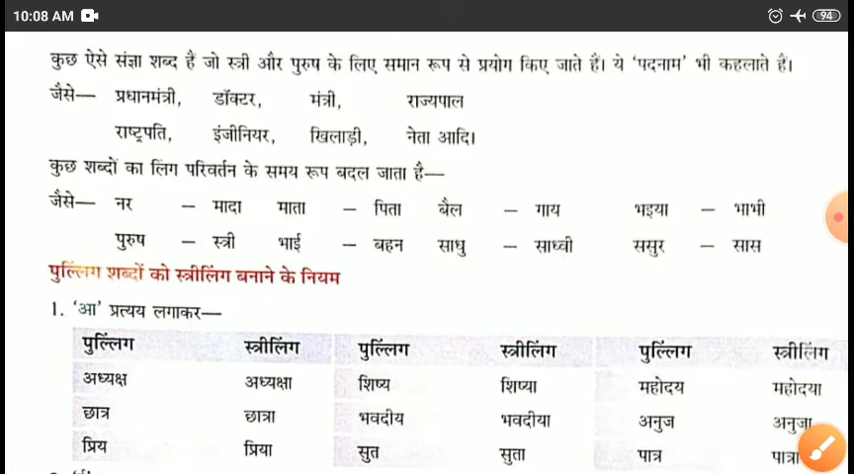 10:08 AM
94
कुछ ऐसे संज्ञा शब्द हैं जो स्त्री और पुरुष के लिए समान रूप से प्रयोग किए जाते हैं। ये 'पदनाम' भी कहलाते हैं।
जैसे— प्रधानमंत्री, डॉक्टर, मंत्री, राज्यपाल
राष्ट्रपति, इंजीनियर, खिलाड़ी, नेता आदि।
कुछ शब्दों का लिंग परिवर्तन के समय रूप बदल जाता है—
जैसे— नर – मादा माता – पिता बैल – गाय भइया – भाभी
पुरुष – स्त्री भाई – बहन साधु – साध्वी ससुर – सास
पुल्लिंग शब्दों को स्त्रीलिंग बनाने के नियम
1. 'आ' प्रत्यय लगाकर—
पुल्लिंग स्त्रीलिंग पुल्लिंग स्त्रीलिंग पुल्लिंग स्त्रीलिंग
अध्यक्ष अध्यक्षा शिष्य शिष्या महोदय महोदया
छात्र छात्रा भवदीय भवदीया अनुज अनुजा
प्रिय प्रिया सुत सुता पात्र पात्रा